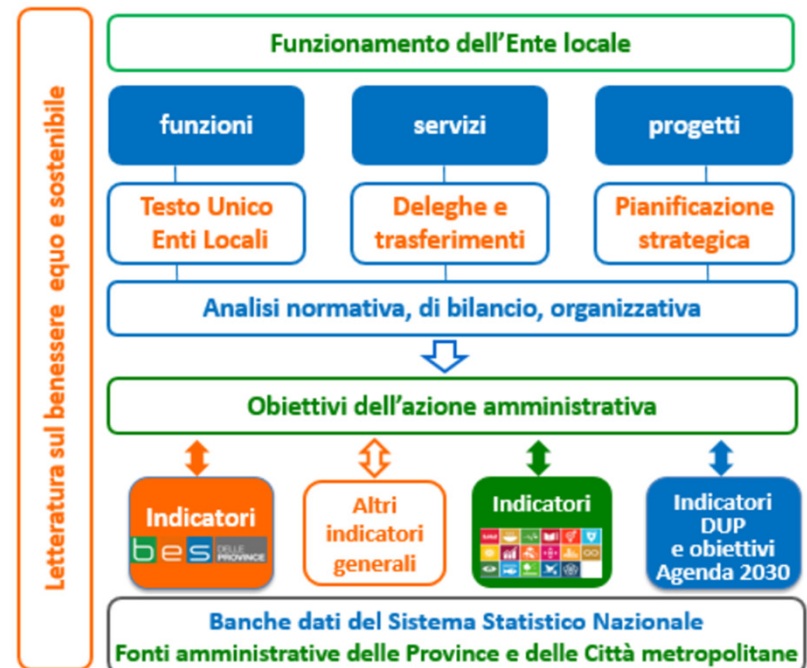 Letteratura sul benessere equo e sostenibile
Funzionamento dell'Ente locale
funzioni
servizi
progetti
Testo Unico
Enti Locali
Deleghe e
trasferimenti
Pianificazione
strategica
Analisi normativa, di bilancio, organizzativa
Obiettivi dell'azione amministrativa
Indicatori
bes DELLE
PROVINCE
Altri
indicatori
generali
Indicatori
Indicatori
DUP
e obiettivi
Agenda 2030
Banche dati del Sistema Statistico Nazionale
Fonti amministrative delle Province e delle Città metropolitane